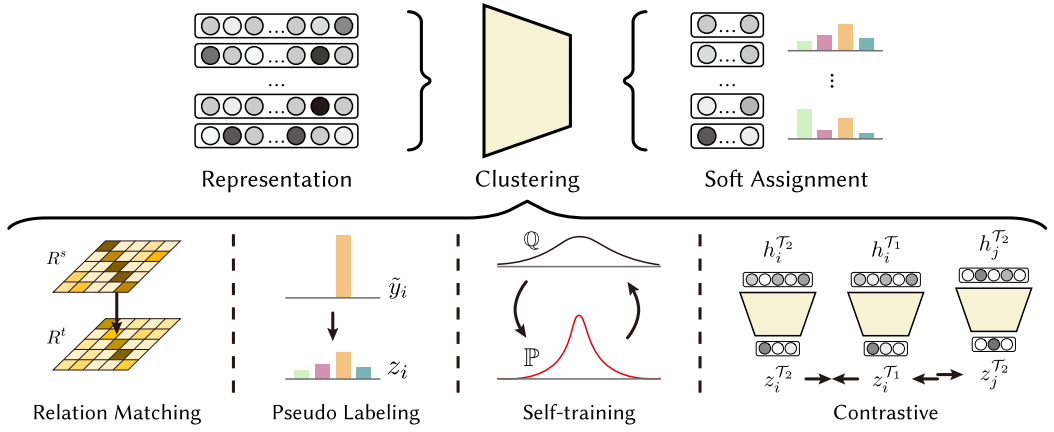 Representation
Clustering
Soft Assignment
R^s
R^t
Relation Matching
ỹ_i
z_i
Pseudo Labeling
ℚ
ℙ
Self-training
h_i^{𝒯_2}
h_i^{𝒯_1}
h_j^{𝒯_2}
z_i^{𝒯_2}
z_i^{𝒯_1}
z_j^{𝒯_2}
Contrastive